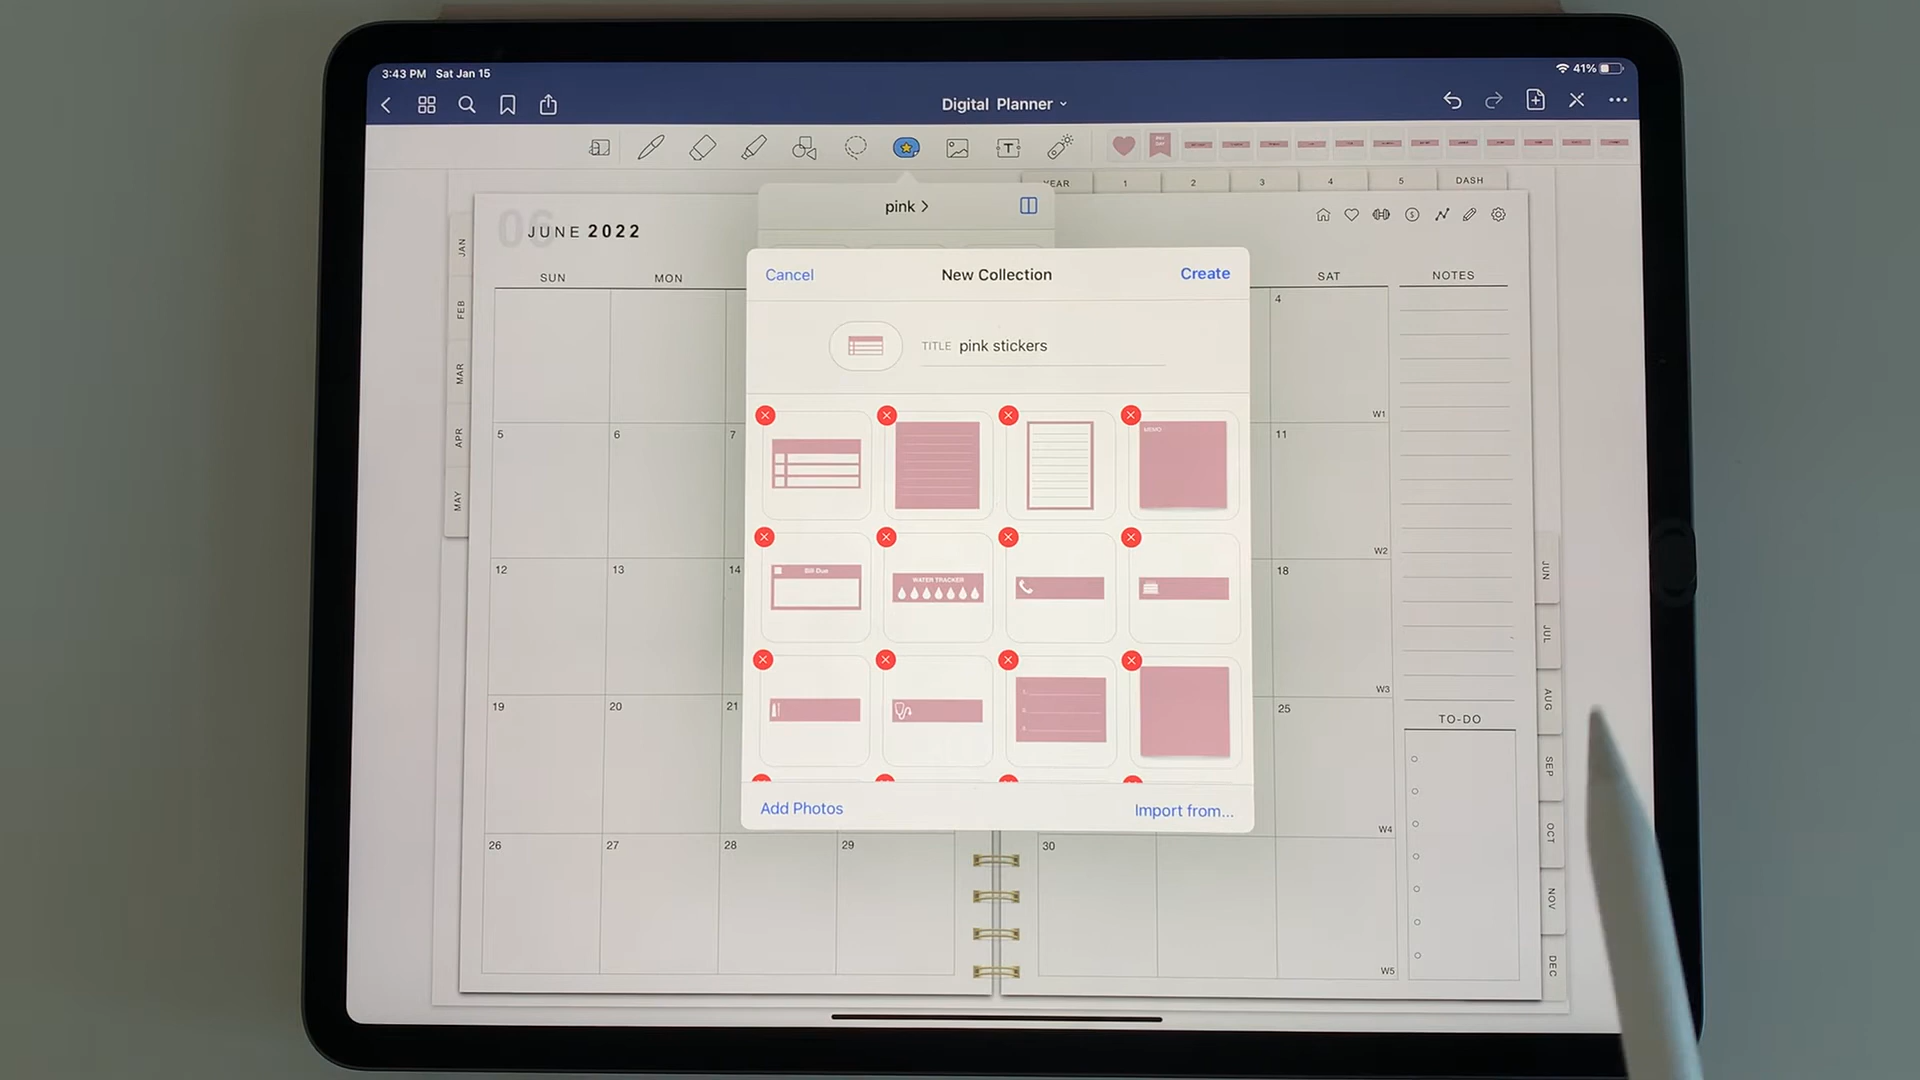 3:43 PM Sat Jan 15
41%
Digital Planner
T
pink >
YEAR 1 2 3 4 5 DASH
06
JUNE 2022
SUN MON SAT NOTES
Cancel New Collection Create
TITLE pink stickers
MEMO
Bill Due
WATER TRACKER
1.
2.
3.
Add Photos Import from...
4
W1
5 6 7 11
W2
12 13 14 18
W3
19 20 21 25
W4
26 27 28 29 30
W5
TO-DO
JAN
FEB
MAR
APR
MAY
JUN
JUL
AUG
SEP
OCT
NOV
DEC